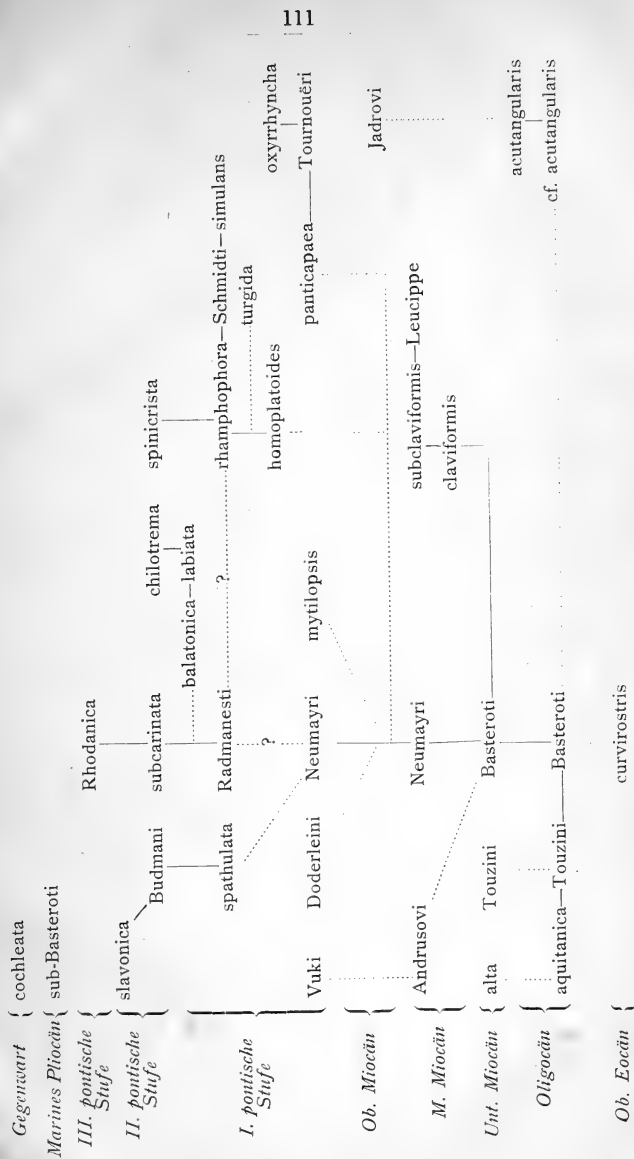 111
Gegenwart { cochleata
Marines Pliocän { sub-Basteroti
III. pontische Stufe { Rhodanica
II. pontische Stufe { slavonica
Budmani subcarinata chilotrema spinicrista
balatonica—labiata
I. pontische Stufe {
spathulata Radmanesti ? rhamphophora—Schmidti—simulans
turgida
? homoplatoides oxyrrhyncha
Vuki Doderleini Neumayri mytilopsis panticapaea—Tournouëri
Ob. Miocän { Jadrovi
M. Miocän { Andrusovi Neumayri subclaviformis—Leucippe
claviformis
Unt. Miocän { alta Touzini Basteroti acutangularis
Oligocän { aquitanica—Touzini—Basteroti cf. acutangularis
Ob. Eocän { curvirostris